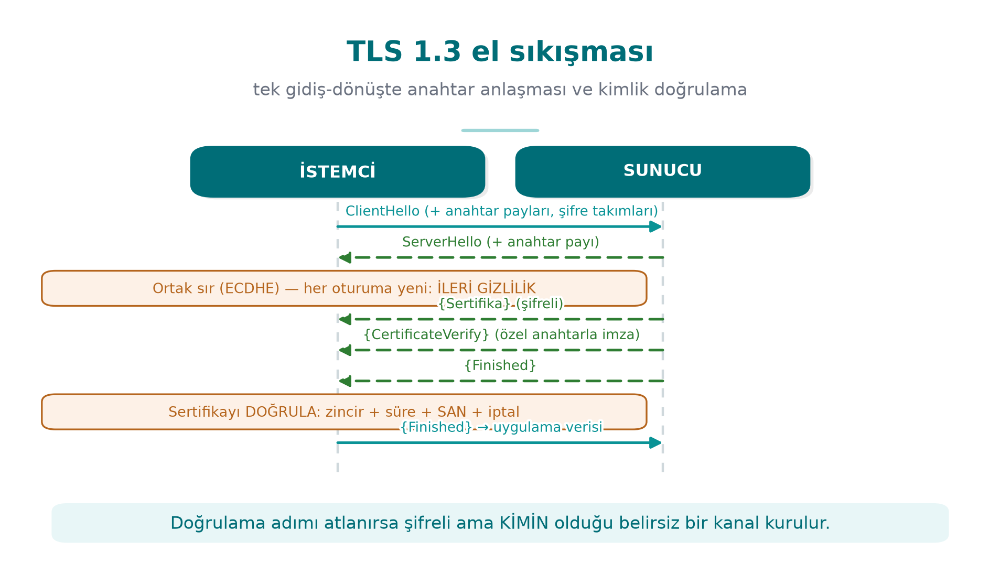 TLS 1.3 el sıkışması
tek gidiş-dönüşte anahtar anlaşması ve kimlik doğrulama
İSTEMCİ
SUNUCU
ClientHello (+ anahtar payları, şifre takımları)
ServerHello (+ anahtar payı)
Ortak sır (ECDHE) — her oturuma yeni: İLERİ GİZLİLİK
{Sertifika} (şifreli)
{CertificateVerify} (özel anahtarla imza)
{Finished}
Sertifikayı DOĞRULA: zincir + süre + SAN + iptal
{Finished} → uygulama verisi
Doğrulama adımı atlanırsa şifreli ama KİMİN olduğu belirsiz bir kanal kurulur.